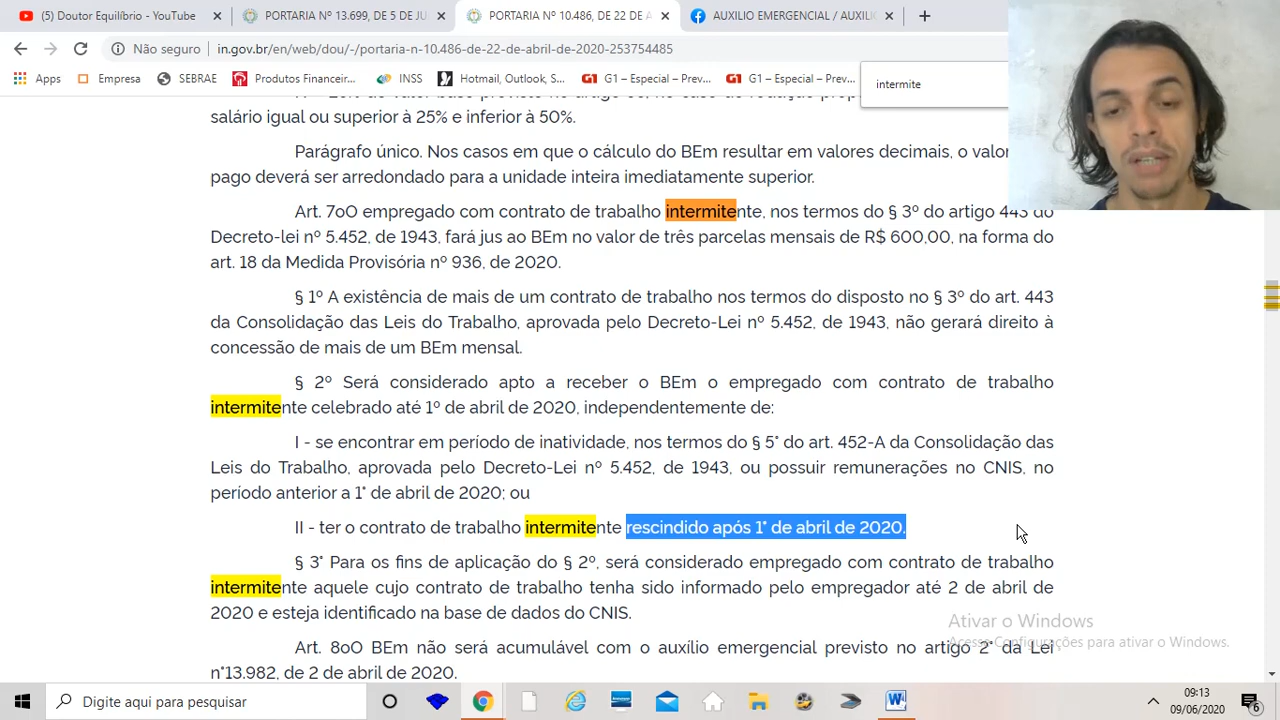 (5) Doutor Equilíbrio - YouTube
PORTARIA Nº 13.699, DE 5 DE JU
PORTARIA Nº 10.486, DE 22 DE A
AUXILIO EMERGENCIAL / AUXILI
Não seguro
in.gov.br/en/web/dou/-/portaria-n-10.486-de-22-de-abril-de-2020-253754485
Apps
Empresa
SEBRAE
Produtos Financeir...
INSS
Hotmail, Outlook, S...
G1 – Especial – Prev...
G1 – Especial – Prev...
intermite
salário igual ou superior à 25% e inferior à 50%.
Parágrafo único. Nos casos em que o cálculo do BEm resultar em valores decimais, o valor
pago deverá ser arredondado para a unidade inteira imediatamente superior.
Art. 7oO empregado com contrato de trabalho intermitente, nos termos do § 3º do artigo 443 do
Decreto-lei nº 5.452, de 1943, fará jus ao BEm no valor de três parcelas mensais de R$ 600,00, na forma do
art. 18 da Medida Provisória nº 936, de 2020.
§ 1º A existência de mais de um contrato de trabalho nos termos do disposto no § 3º do art. 443
da Consolidação das Leis do Trabalho, aprovada pelo Decreto-Lei nº 5.452, de 1943, não gerará direito à
concessão de mais de um BEm mensal.
§ 2º Será considerado apto a receber o BEm o empregado com contrato de trabalho
intermitente celebrado até 1º de abril de 2020, independentemente de:
I - se encontrar em período de inatividade, nos termos do § 5° do art. 452-A da Consolidação das
Leis do Trabalho, aprovada pelo Decreto-Lei nº 5.452, de 1943, ou possuir remunerações no CNIS, no
período anterior a 1° de abril de 2020; ou
II - ter o contrato de trabalho intermitente rescindido após 1° de abril de 2020.
§ 3° Para os fins de aplicação do § 2º, será considerado empregado com contrato de trabalho
intermitente aquele cujo contrato de trabalho tenha sido informado pelo empregador até 2 de abril de
2020 e esteja identificado na base de dados do CNIS.
Ativar o Windows
Acesse Configurações para ativar o Windows.
Art. 8oO BEm não será acumulável com o auxílio emergencial previsto no artigo 2° da Lei
n°13.982, de 2 de abril de 2020.
Digite aqui para pesquisar
09:13
09/06/2020
6